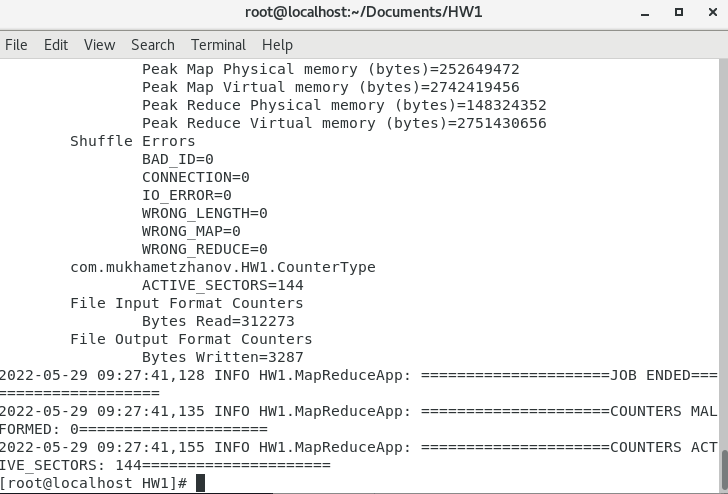 root@localhost:~/Documents/HW1
File Edit View Search Terminal Help
Peak Map Physical memory (bytes)=252649472
Peak Map Virtual memory (bytes)=2742419456
Peak Reduce Physical memory (bytes)=148324352
Peak Reduce Virtual memory (bytes)=2751430656
Shuffle Errors
BAD_ID=0
CONNECTION=0
IO_ERROR=0
WRONG_LENGTH=0
WRONG_MAP=0
WRONG_REDUCE=0
com.mukhametzhanov.HW1.CounterType
ACTIVE_SECTORS=144
File Input Format Counters
Bytes Read=312273
File Output Format Counters
Bytes Written=3287
2022-05-29 09:27:41,128 INFO HW1.MapReduceApp: =====================JOB ENDED===
==================
2022-05-29 09:27:41,135 INFO HW1.MapReduceApp: =====================COUNTERS MAL
FORMED: 0=====================
2022-05-29 09:27:41,155 INFO HW1.MapReduceApp: =====================COUNTERS ACT
IVE_SECTORS: 144=====================
[root@localhost HW1]#